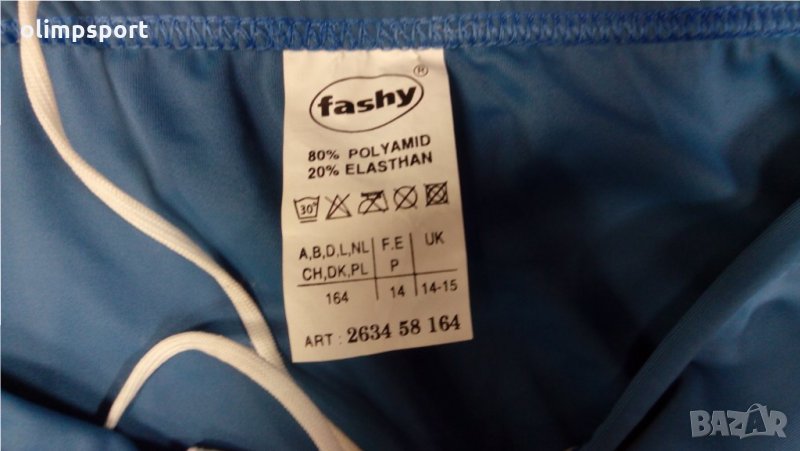 olimpsport
fashy ®
80% POLYAMID
20% ELASTHAN
30°
A,B,D,L,NL F.E UK
CH,DK,PL P
164 14 14-15
ART : 2634 58 164
BAZAR